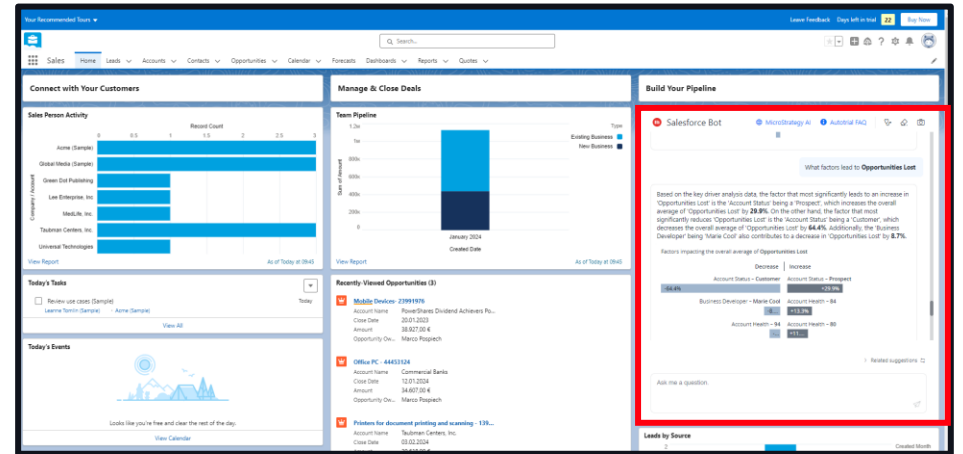 Your Recommended Tours
Leave Feedback Days left in trial 22 Buy Now
Search...
Sales Home Leads Accounts Contacts Opportunities Calendar Forecasts Dashboards Reports Quotes
Connect with Your Customers
Sales Person Activity
Record Count
0 0.5 1 1.5 2 2.5 3
Company / Account
Acme (Sample)
Global Media (Sample)
Green Dot Publishing
Lee Enterprise, Inc
MedLife, Inc.
Taubman Centers, Inc.
Universal Technologies
View Report As of Today at 09:45
Today's Tasks
Review use cases (Sample) Today
Leanne Tomlin (Sample) Acme (Sample)
View All
Today's Events
Looks like you're free and clear the rest of the day.
View Calendar
Manage & Close Deals
Team Pipeline
Type
Existing Business
New Business
Sum of Amount
1.2м
1м
800к
600к
400к
200к
0
January 2024
Created Date
View Report As of Today at 09:45
Recently Viewed Opportunities (3)
Mobile Devices- 23991976
Account Name PowerShares Dividend Achievers Po...
Close Date 20.01.2023
Amount 38.927,00 €
Opportunity Ow... Marco Pospiech
Office PC - 44453124
Account Name Commercial Banks
Close Date 12.01.2024
Amount 34.607,00 €
Opportunity Ow... Marco Pospiech
Printers for document printing and scanning - 139...
Account Name Taubman Centers, Inc.
Close Date 03.02.2024
Build Your Pipeline
Salesforce Bot MicroStrategy AI Autotrial FAQ
What factors lead to Opportunities Lost
Based on the key driver analysis data, the factor that most significantly leads to an increase in
'Opportunities Lost' is the 'Account Status' being a 'Prospect', which increases the overall
average of 'Opportunities Lost' by 29.9%. On the other hand, the factor that most
significantly reduces 'Opportunities Lost' is the 'Account Status' being a 'Customer', which
decreases the overall average of 'Opportunities Lost' by 64.4%. Additionally, the 'Business
Developer' being 'Marie Cool' also contributes to a decrease in 'Opportunities Lost' by 8.7%.
Factors impacting the overall average of Opportunities Lost
Decrease Increase
Account Status - Customer Account Status - Prospect
-64.4% +29.9%
Business Developer - Marie Cool Account Health - 84
-8... +13.3%
Account Health - 94 Account Health - 80
-... +11...
Related suggestions
Ask me a question.
Leads by Source
2 Created Month